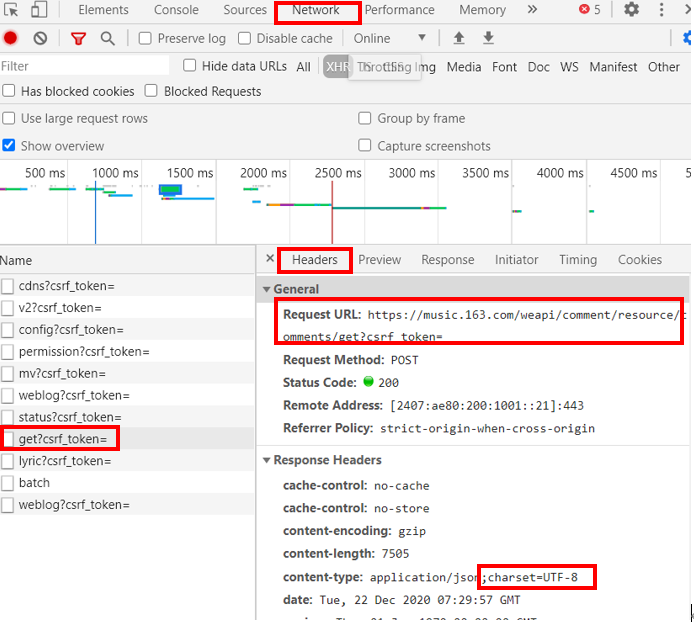 Elements Console Sources Network Performance Memory » 5
Preserve log Disable cache Online
Filter Hide data URLs All XHR Throttling Img Media Font Doc WS Manifest Other
Has blocked cookies Blocked Requests
Use large request rows Group by frame
Show overview Capture screenshots
500 ms 1000 ms 1500 ms 2000 ms 2500 ms 3000 ms 3500 ms 4000 ms 4500 ms 5
Name
cdns?csrf_token=
v2?csrf_token=
config?csrf_token=
permission?csrf_token=
mv?csrf_token=
weblog?csrf_token=
status?csrf_token=
get?csrf_token=
lyric?csrf_token=
batch
weblog?csrf_token=
× Headers Preview Response Initiator Timing Cookies
General
Request URL: https://music.163.com/weapi/comment/resource/c
omments/get?csrf_token=
Request Method: POST
Status Code: 200
Remote Address: [2407:ae80:200:1001::21]:443
Referrer Policy: strict-origin-when-cross-origin
Response Headers
cache-control: no-cache
cache-control: no-store
content-encoding: gzip
content-length: 7505
content-type: application/json;charset=UTF-8
date: Tue, 22 Dec 2020 07:29:57 GMT